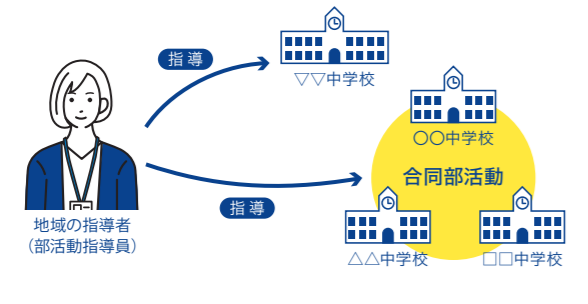 指導
▽▽中学校
〇〇中学校
合同部活動
指導
地域の指導者
（部活動指導員）
△△中学校
□□中学校